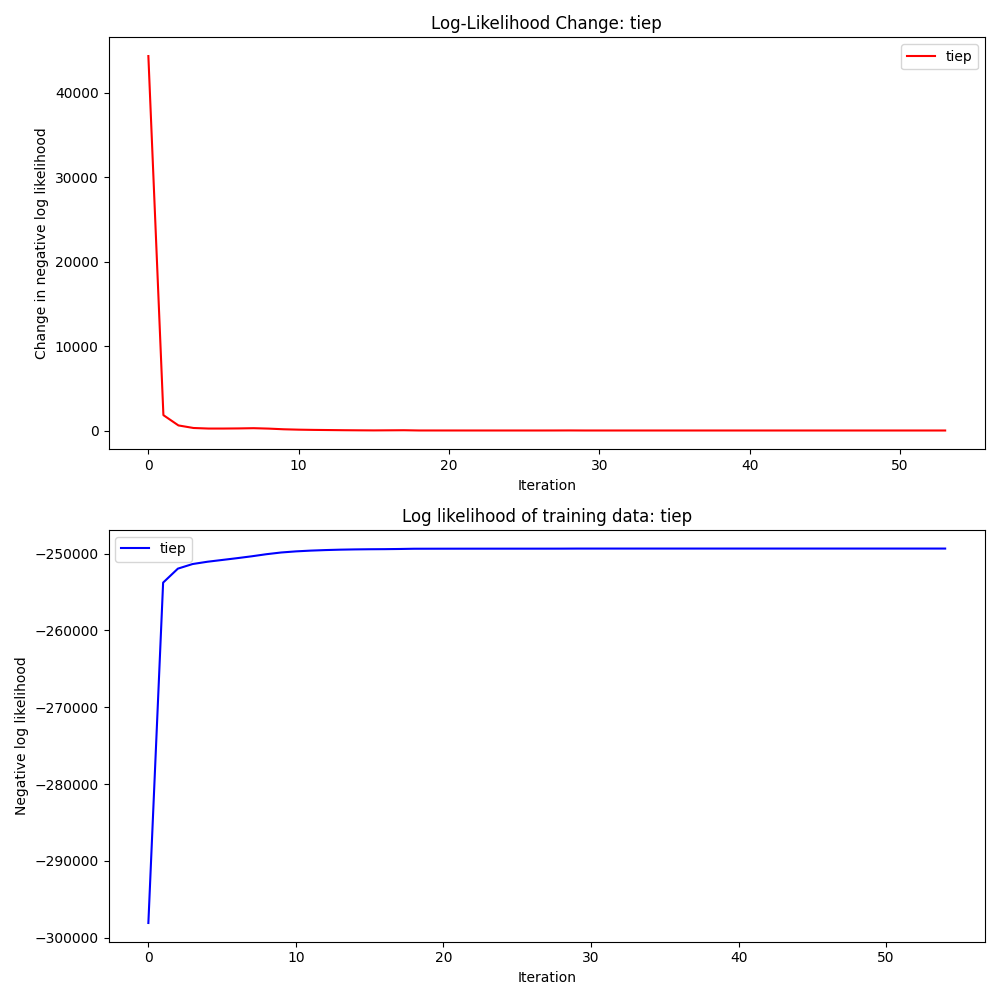 Log-Likelihood Change: tiep
tiep
Change in negative log likelihood
40000
30000
20000
10000
0
0 10 20 30 40 50
Iteration
Log likelihood of training data: tiep
tiep
Negative log likelihood
−250000
−260000
−270000
−280000
−290000
−300000
0 10 20 30 40 50
Iteration